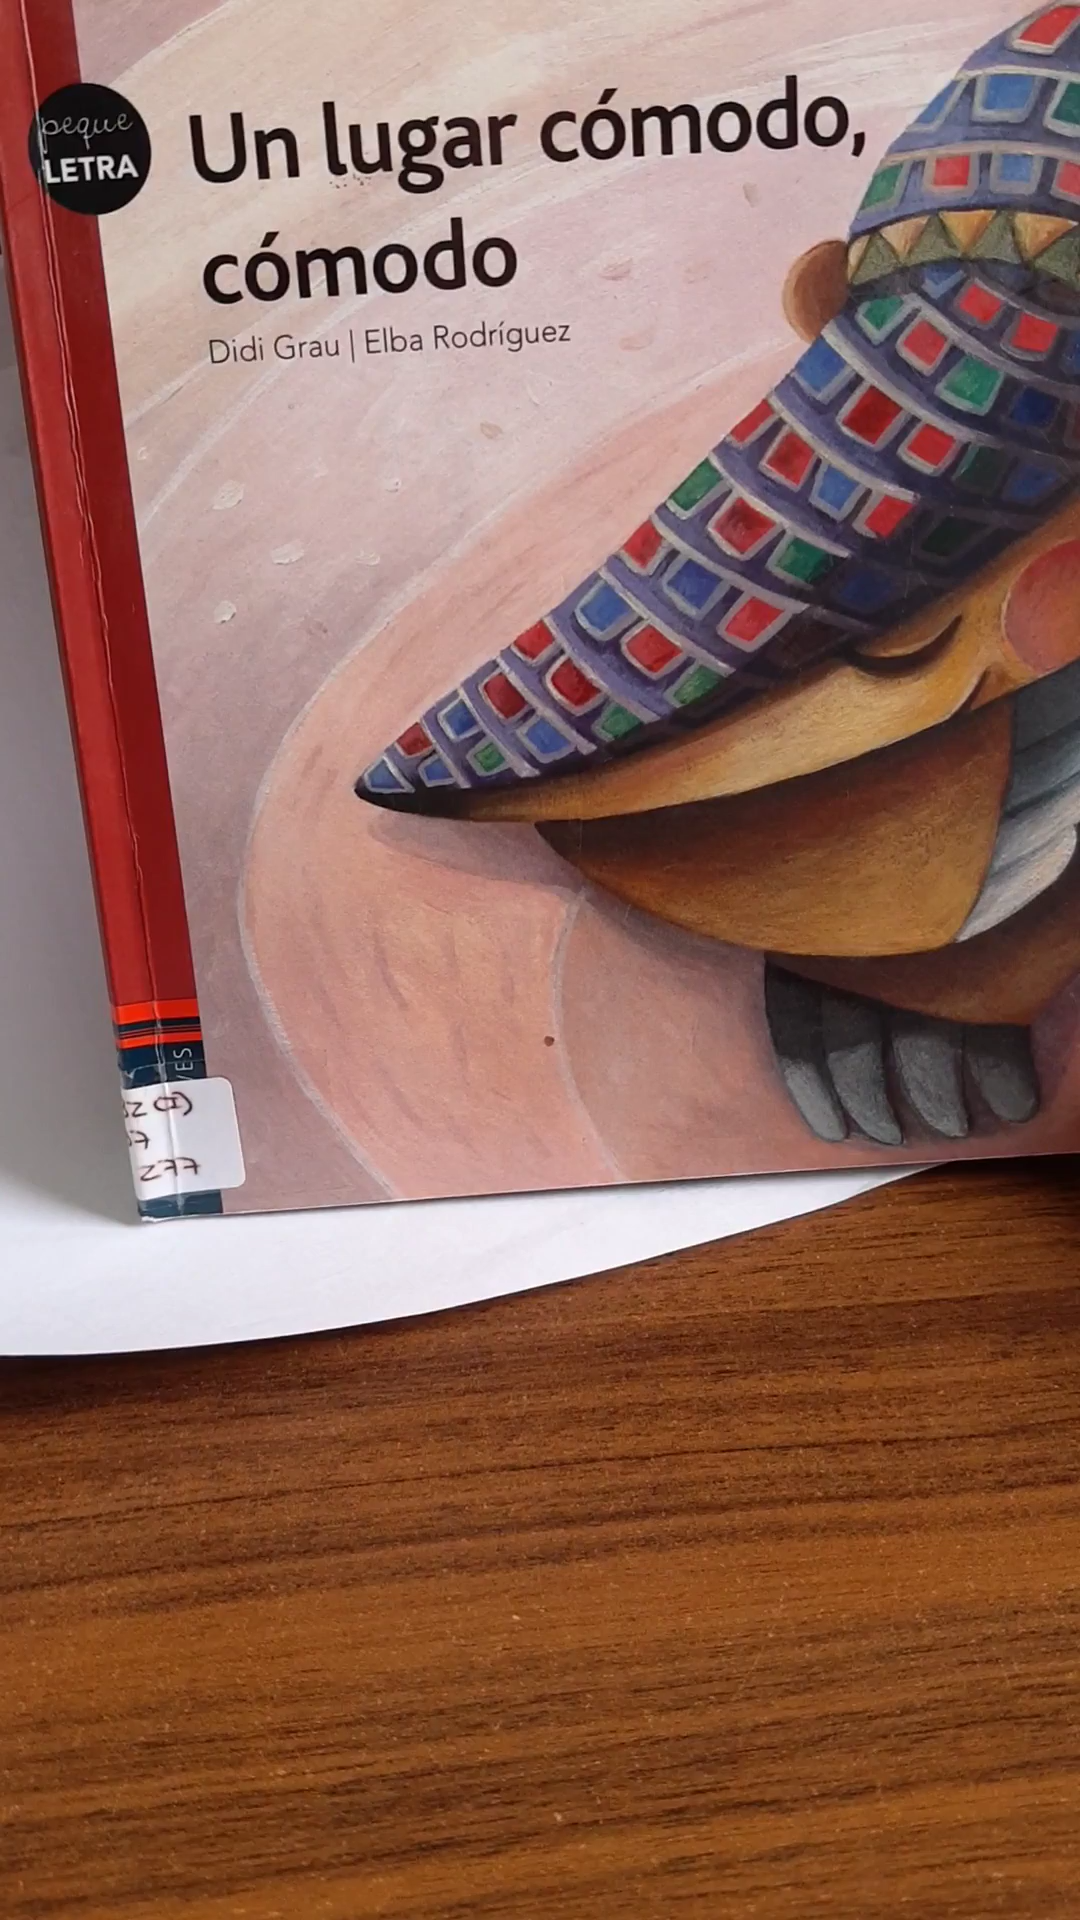 peque
LETRA
Un lugar cómodo,
cómodo
Didi Grau | Elba Rodríguez